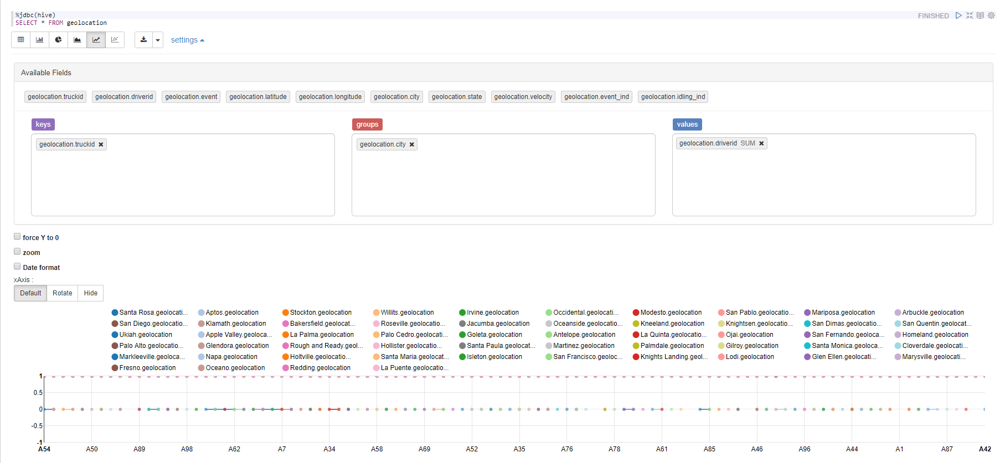 %jdbc(hive)
SELECT * FROM geolocation
FINISHED
settings
Available Fields
geolocation.truckid geolocation.driverid geolocation.event geolocation.latitude geolocation.longitude geolocation.city geolocation.state geolocation.velocity geolocation.event_ind geolocation.idling_ind
keys groups values
geolocation.truckid ✖ geolocation.city ✖ geolocation.driverid SUM ✖
force Y to 0
zoom
Date format
xAxis :
Default Rotate Hide
Santa Rosa.geolocati... Aptos.geolocation Stockton.geolocation Willits.geolocation Irvine.geolocation Occidental.geolocati... Modesto.geolocation San Pablo.geolocatio... Mariposa.geolocation Arbuckle.geolocation
San Diego.geolocatio... Klamath.geolocation Bakersfield.geolocat... Roseville.geolocatio... Jacumba.geolocation Oceanside.geolocatio... Kneeland.geolocation Knightsen.geolocatio... San Dimas.geolocatio... San Quentin.geolocat...
Ukiah.geolocation Apple Valley.geoloca... La Palma.geolocation Palo Cedro.geolocati... Goleta.geolocation Antelope.geolocation La Quinta.geolocatio... Ojai.geolocation San Fernando.geoloca... Homeland.geolocation
Palo Alto.geolocatio... Glendora.geolocation Rough and Ready.geol... Hollister.geolocatio... Santa Paula.geolocat... Martinez.geolocation Palmdale.geolocation Gilroy.geolocation Santa Monica.geoloca... Cloverdale.geolocati...
Markleeville.geoloca... Napa.geolocation Holtville.geolocatio... Santa Maria.geolocat... Isleton.geolocation San Francisco.geoloc... Knights Landing.geol... Lodi.geolocation Glen Ellen.geolocati... Marysville.geolocati...
Fresno.geolocation Oceano.geolocation Redding.geolocation La Puente.geolocatio...
1
0.5
0
-0.5
-1
A54 A50 A89 A98 A62 A7 A34 A58 A69 A52 A35 A76 A78 A61 A85 A46 A96 A44 A1 A87 A42